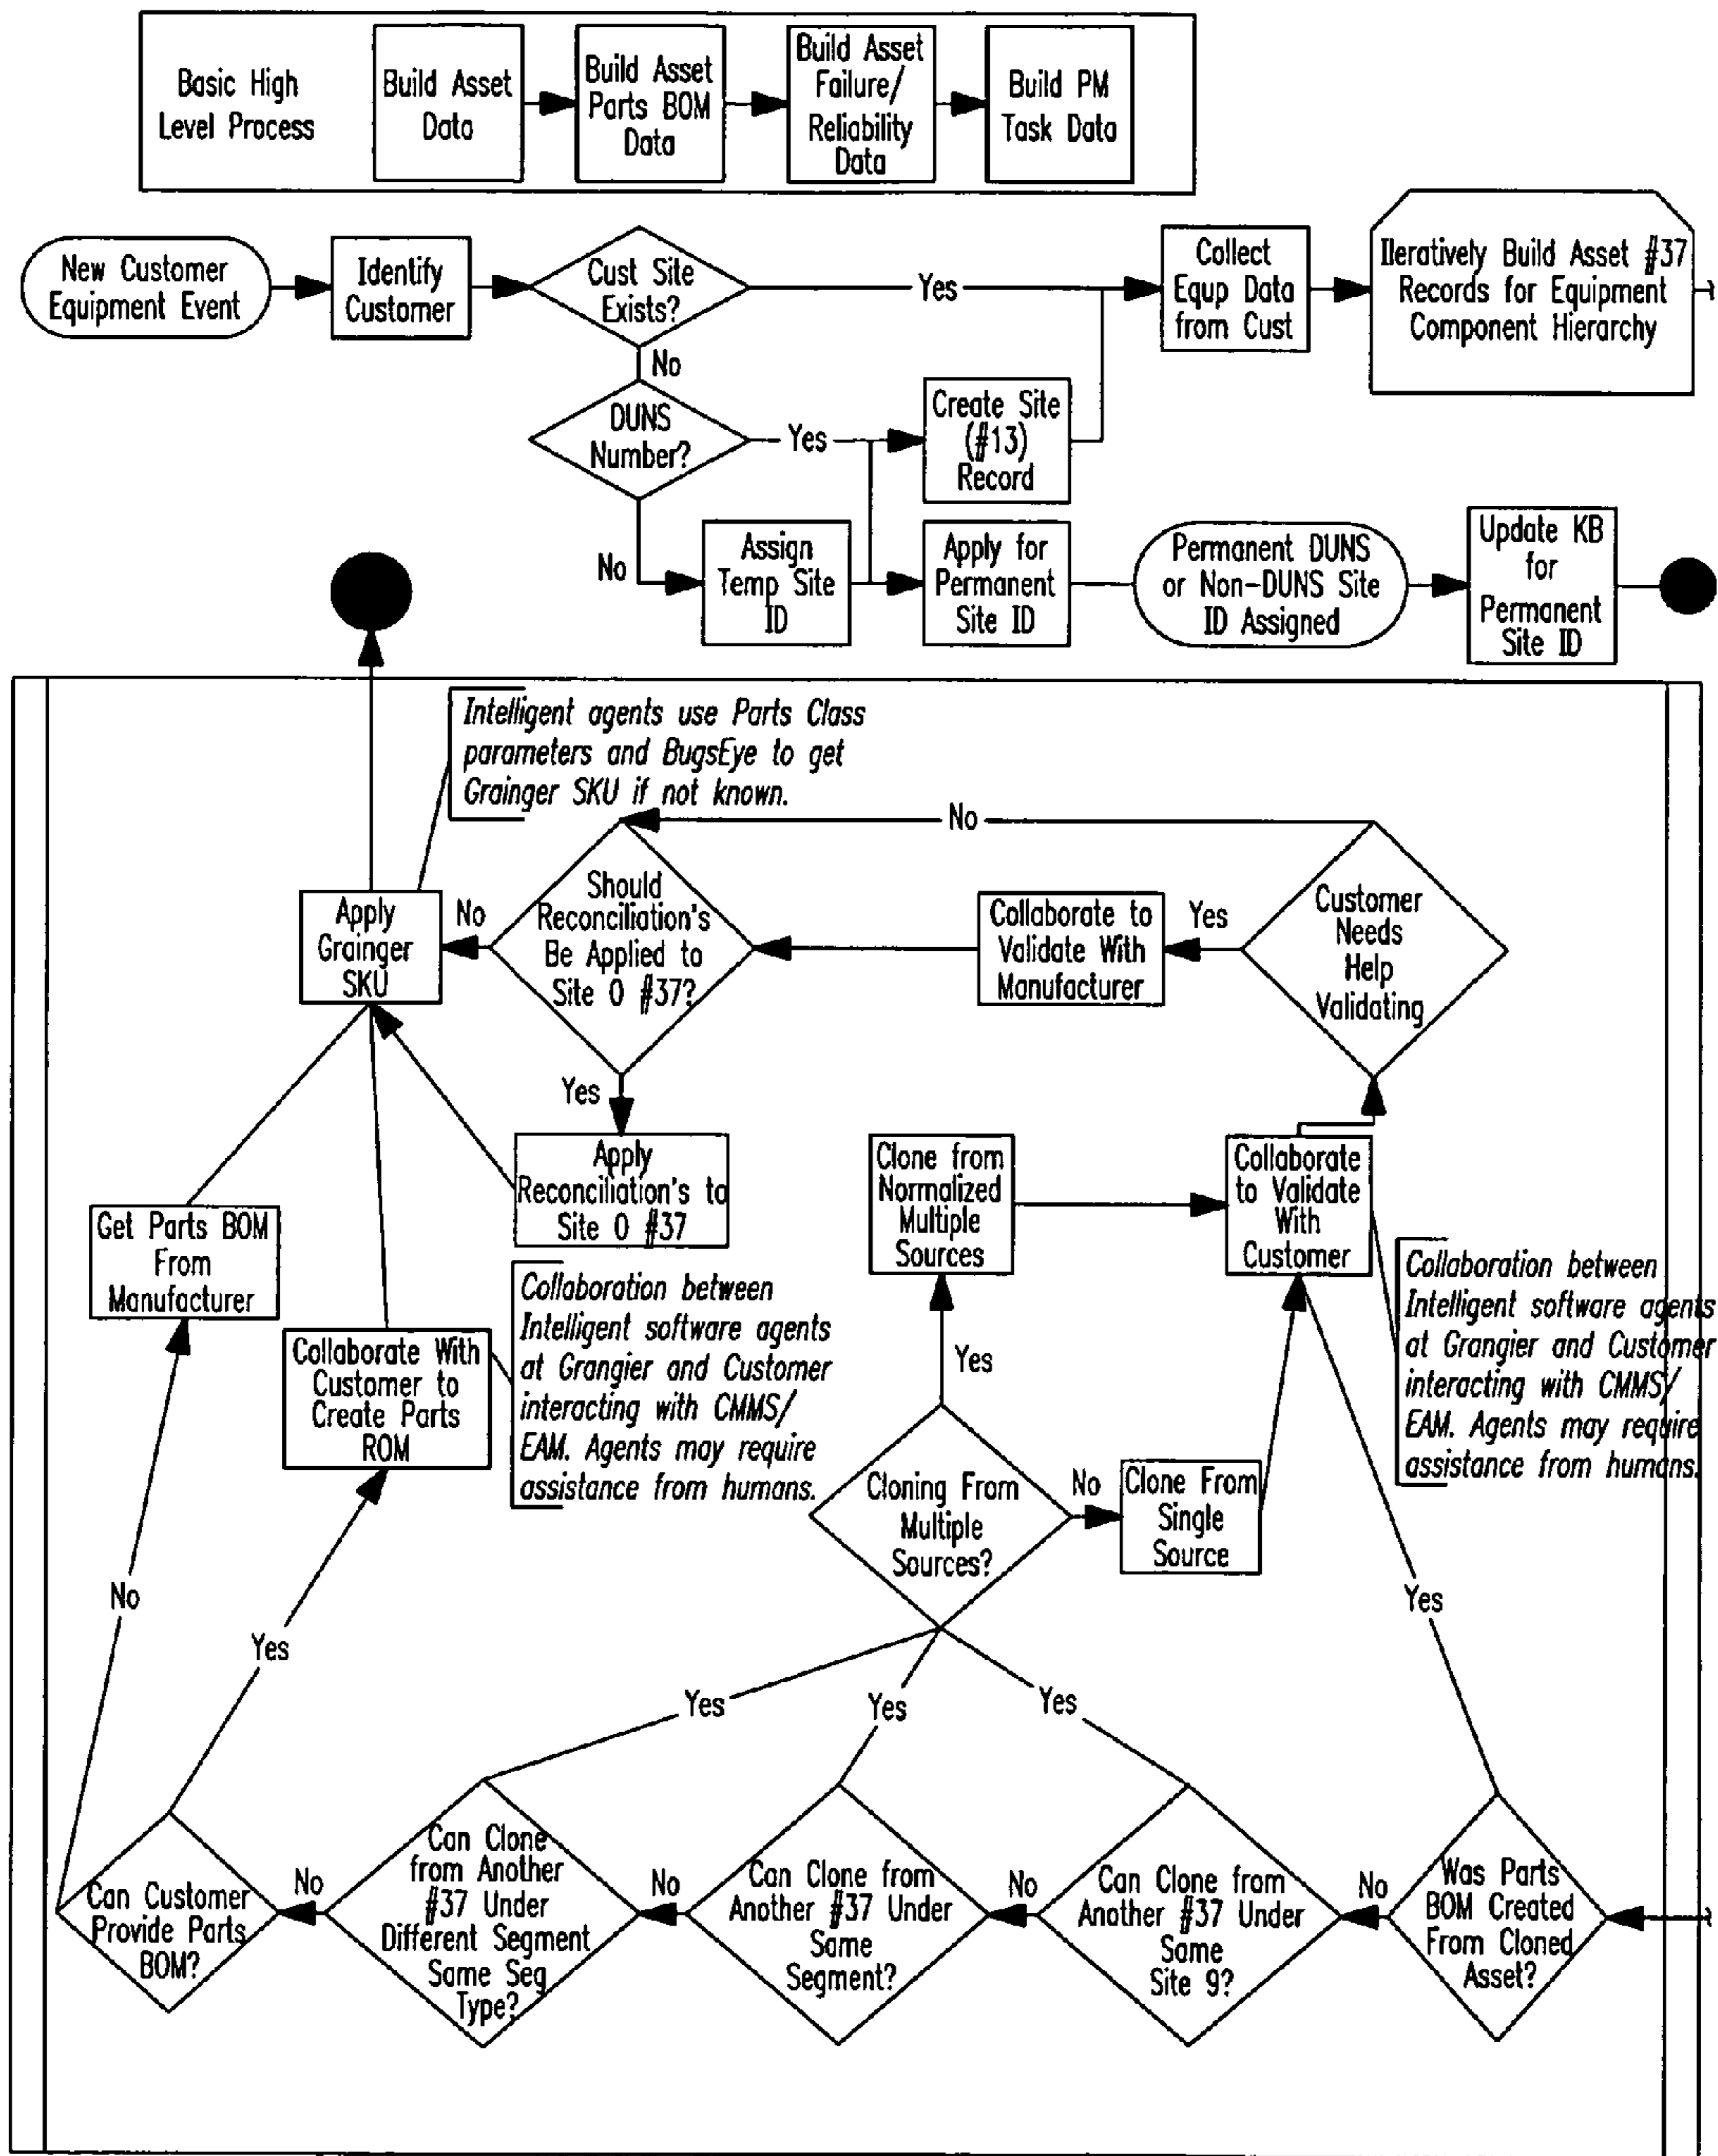 Basic High
Level Process
Build Asset
Data
Build Asset
Parts BOM
Data
Build Asset
Failure/
Reliability
Data
Build PM
Task Data
New Customer
Equipment Event
Identify
Customer
Cust Site
Exists?
Yes
Collect
Equp Data
from Cust
Ileratively Build Asset #37
Records for Equipment
Component Hierarchy
No
DUNS
Number?
Yes
Create Site
(#13)
Record
No
Assign
Temp Site
ID
Apply for
Permanent
Site ID
Permanent DUNS
or Non-DUNS Site
ID Assigned
Update KB
for
Permanent
Site ID
Intelligent agents use Parts Class
parameters and BugsEye to get
Grainger SKU if not known.
No
Apply
Grainger
SKU
No
Should
Reconciliation's
Be Applied to
Site 0 #37?
Collaborate to
Validate With
Manufacturer
Yes
Customer
Needs
Help
Validating
Yes
Apply
Reconciliation's to
Site 0 #37
Clone from
Normalized
Multiple
Sources
Collaborate
to Validate
With
Customer
Get Parts BOM
From
Manufacturer
Collaborate With
Customer to
Create Parts
ROM
Collaboration between
Intelligent software agents
at Grangier and Customer
interacting with CMMS/
EAM. Agents may require
assistance from humans.
Collaboration between
Intelligent software agents
at Grangier and Customer
interacting with CMMS/
EAM. Agents may require
assistance from humans.
Yes
Cloning From
Multiple
Sources?
No
Clone From
Single
Source
No
Yes
Yes
Yes
Yes
Yes
Can Customer
Provide Parts
BOM?
No
Can Clone
from Another
#37 Under
Different Segment
Same Seg
Type?
No
Can Clone from
Another #37 Under
Same
Segment?
No
Can Clone from
Another #37 Under
Same
Site 9?
No
Was Parts
BOM Created
From Cloned
Asset?